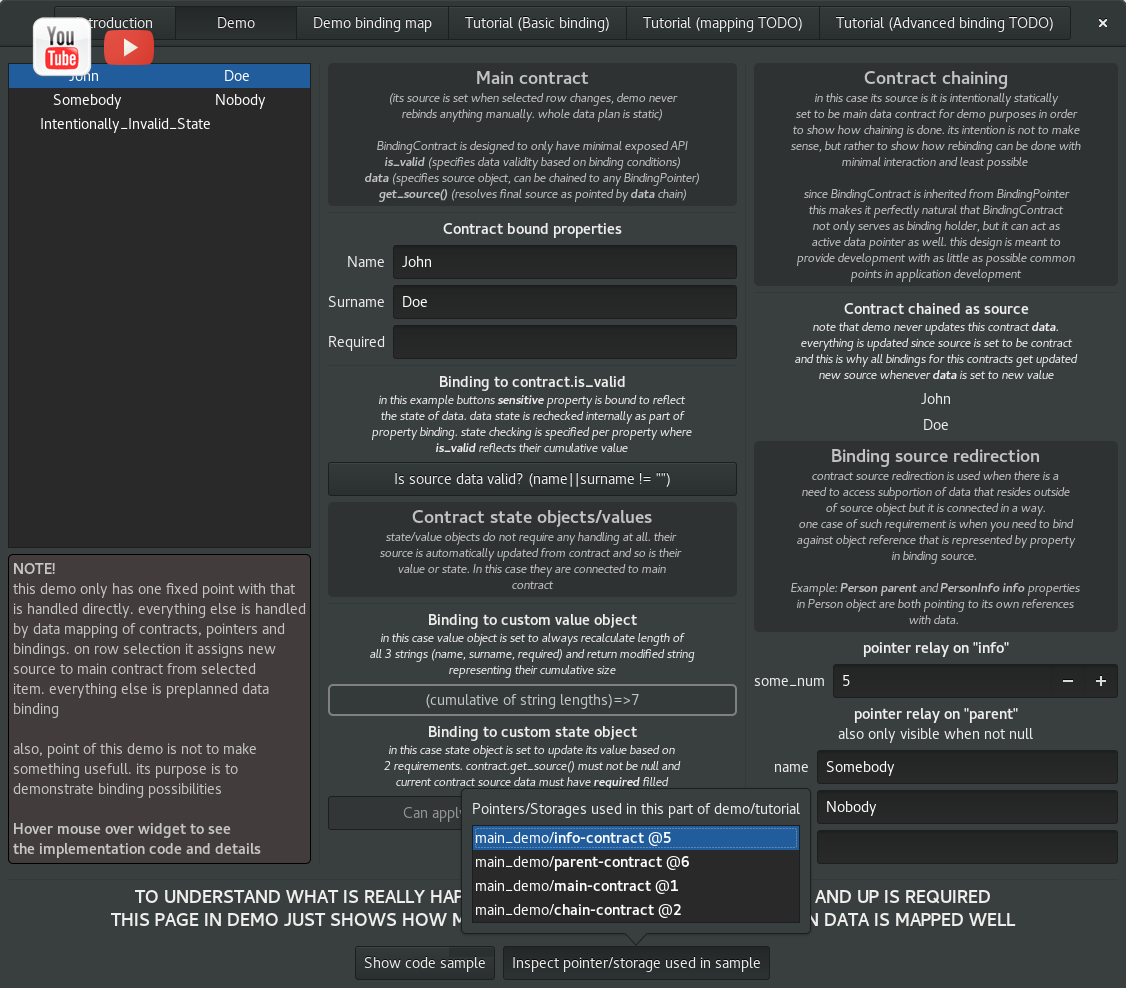 troduction
Demo
Demo binding map
Tutorial (Basic binding)
Tutorial (mapping TODO)
Tutorial (Advanced binding TODO)
You
Tube
John Doe
Somebody Nobody
Intentionally_Invalid_State
NOTE!
this demo only has one fixed point with that
is handled directly. everything else is handled
by data mapping of contracts, pointers and
bindings. on row selection it assigns new
source to main contract from selected
item. everything else is preplanned data
binding
also, point of this demo is not to make
something usefull. its purpose is to
demonstrate binding possibilities
Hover mouse over widget to see
the implementation code and details
Main contract
(its source is set when selected row changes, demo never
rebinds anything manually. whole data plan is static)
BindingContract is designed to only have minimal exposed API
is_valid (specifies data validity based on binding conditions)
data (specifies source object, can be chained to any BindingPointer)
get_source() (resolves final source as pointed by data chain)
Contract bound properties
Name John
Surname Doe
Required
Binding to contract.is_valid
in this example buttons sensitive property is bound to reflect
the state of data. data state is rechecked internally as part of
property binding. state checking is specified per property where
is_valid reflects their cumulative value
Is source data valid? (name||surname != "")
Contract state objects/values
state/value objects do not require any handling at all. their
source is automatically updated from contract and so is their
value or state. In this case they are connected to main
contract
Binding to custom value object
in this case value object is set to always recalculate length of
all 3 strings (name, surname, required) and return modified string
representing their cumulative size
(cumulative of string lengths)=>7
Binding to custom state object
in this case state object is set to update its value based on
2 requirements. contract.get_source() must not be null and
current contract source data must have required filled
Can apply
Contract chaining
in this case its source is it is intentionally statically
set to be main data contract for demo purposes in order
to show how chaining is done. its intention is not to make
sense, but rather to show how rebinding can be done with
minimal interaction and least possible
since BindingContract is inherited from BindingPointer
this makes it perfectly natural that BindingContract
not only serves as binding holder, but it can act as
active data pointer as well. this design is meant to
provide development with as little as possible common
points in application development
Contract chained as source
note that demo never updates this contract data.
everything is updated since source is set to be contract
and this is why all bindings for this contracts get updated
new source whenever data is set to new value
John
Doe
Binding source redirection
contract source redirection is used when there is a
need to access subportion of data that resides outside
of source object but it is connected in a way.
one case of such requirement is when you need to bind
against object reference that is represented by property
in binding source.
Example: Person parent and PersonInfo info properties
in Person object are both pointing to its own references
with data.
pointer relay on "info"
some_num 5
pointer relay on "parent"
also only visible when not null
name Somebody
Nobody
Pointers/Storages used in this part of demo/tutorial
main_demo/info-contract @5
main_demo/parent-contract @6
main_demo/main-contract @1
main_demo/chain-contract @2
TO UNDERSTAND WHAT IS REALLY HAP AND UP IS REQUIRED
THIS PAGE IN DEMO JUST SHOWS HOW M N DATA IS MAPPED WELL
Show code sample
Inspect pointer/storage used in sample